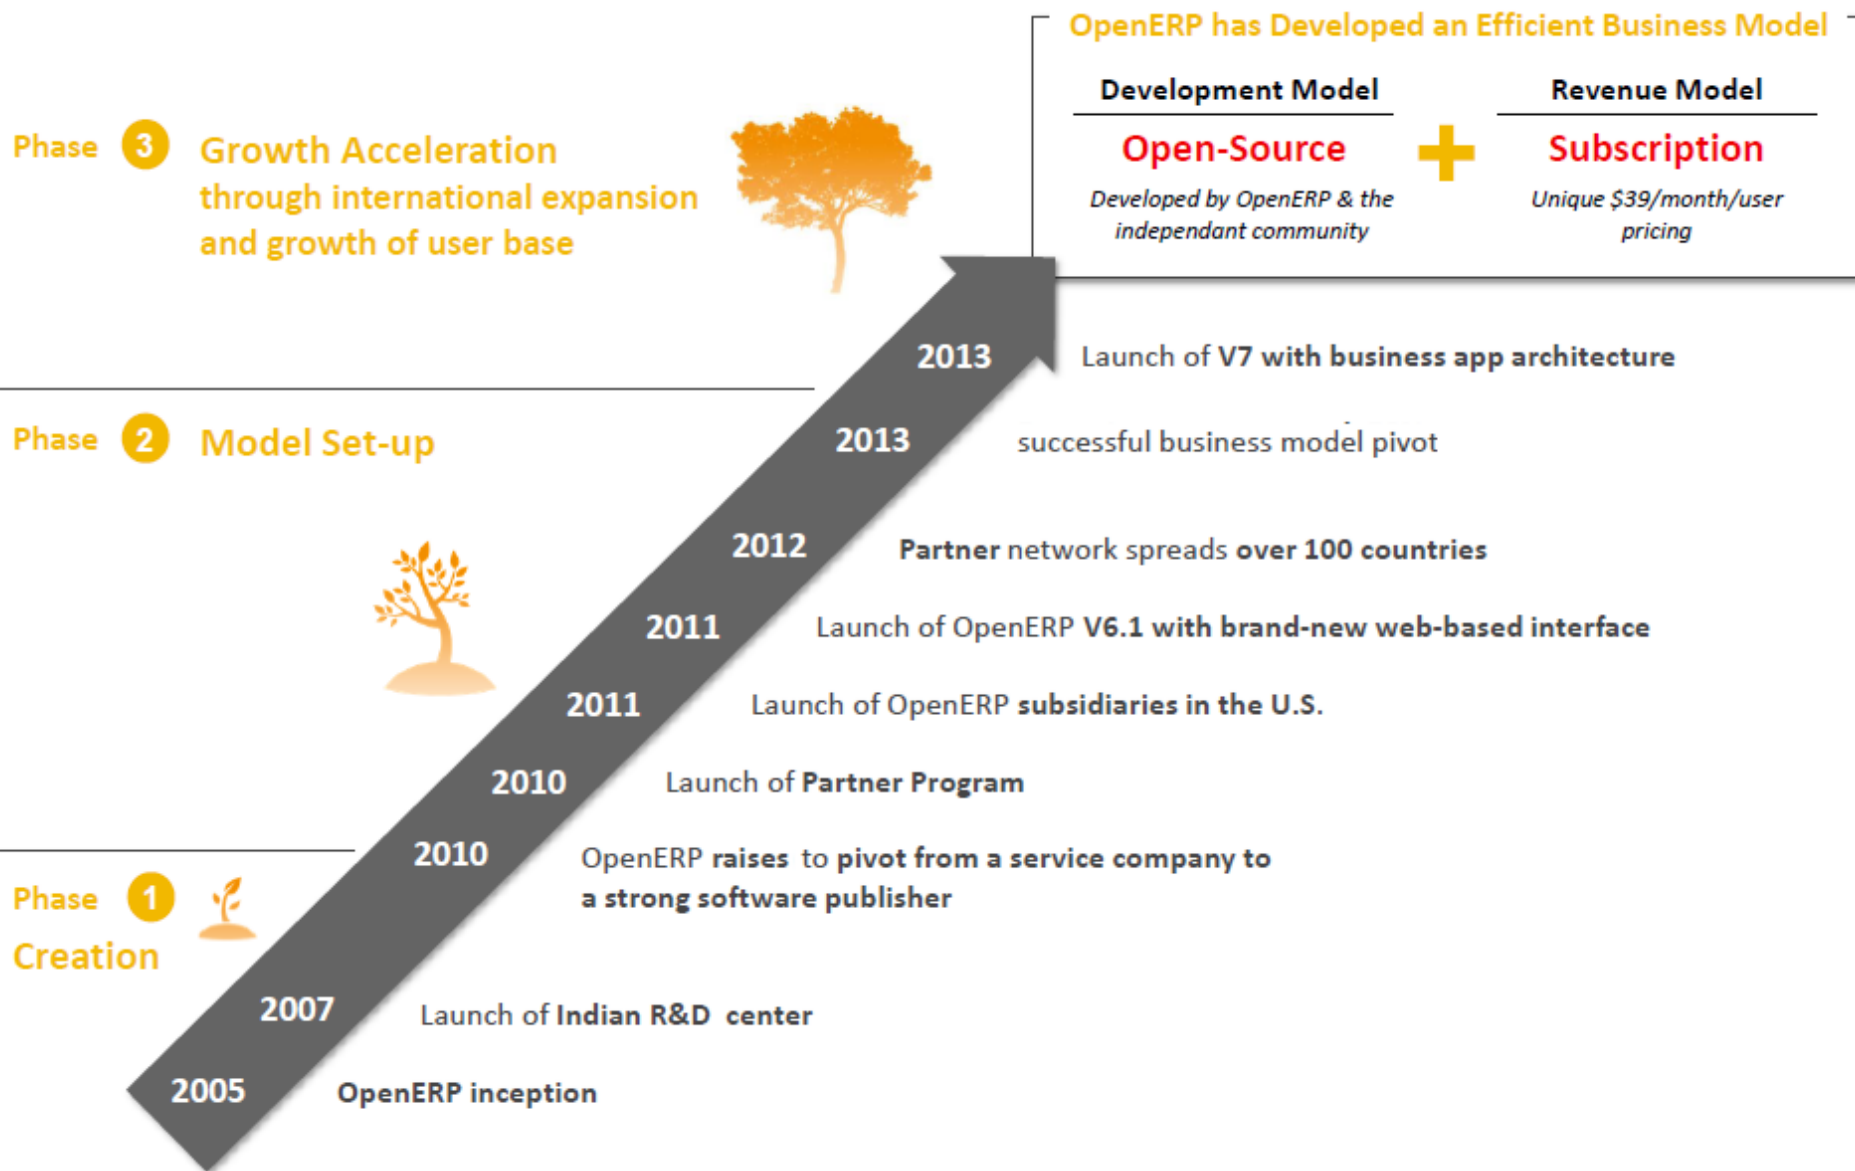 OpenERP has Developed an Efficient Business Model
Development Model
Open-Source
Developed by OpenERP & the
independant community
+
Revenue Model
Subscription
Unique $39/month/user
pricing
Phase 3 Growth Acceleration
through international expansion
and growth of user base
2013 Launch of V7 with business app architecture
Phase 2 Model Set-up
2013 successful business model pivot
2012 Partner network spreads over 100 countries
2011 Launch of OpenERP V6.1 with brand-new web-based interface
2011 Launch of OpenERP subsidiaries in the U.S.
2010 Launch of Partner Program
2010 OpenERP raises to pivot from a service company to
a strong software publisher
Phase 1
Creation
2007 Launch of Indian R&D center
2005 OpenERP inception